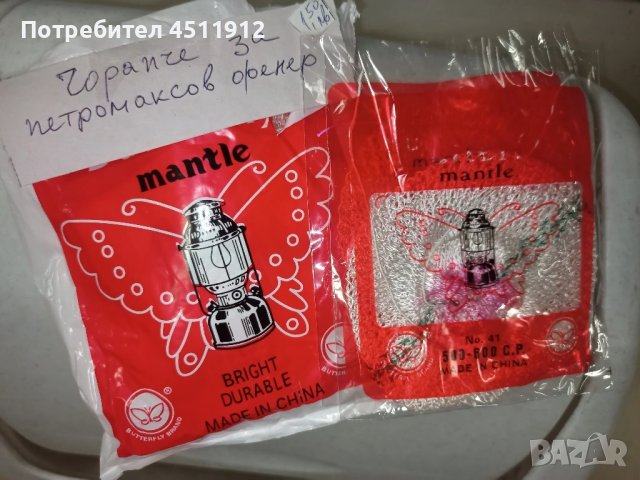 Потребител 4511912
Чорапче за
петромаксов фенер
mantle
BRIGHT
DURABLE
MADE IN CHINA
BUTTERFLY BRAND
®
mantle
No. 41
500-600 C.P.
MADE IN CHINA
BAZAR